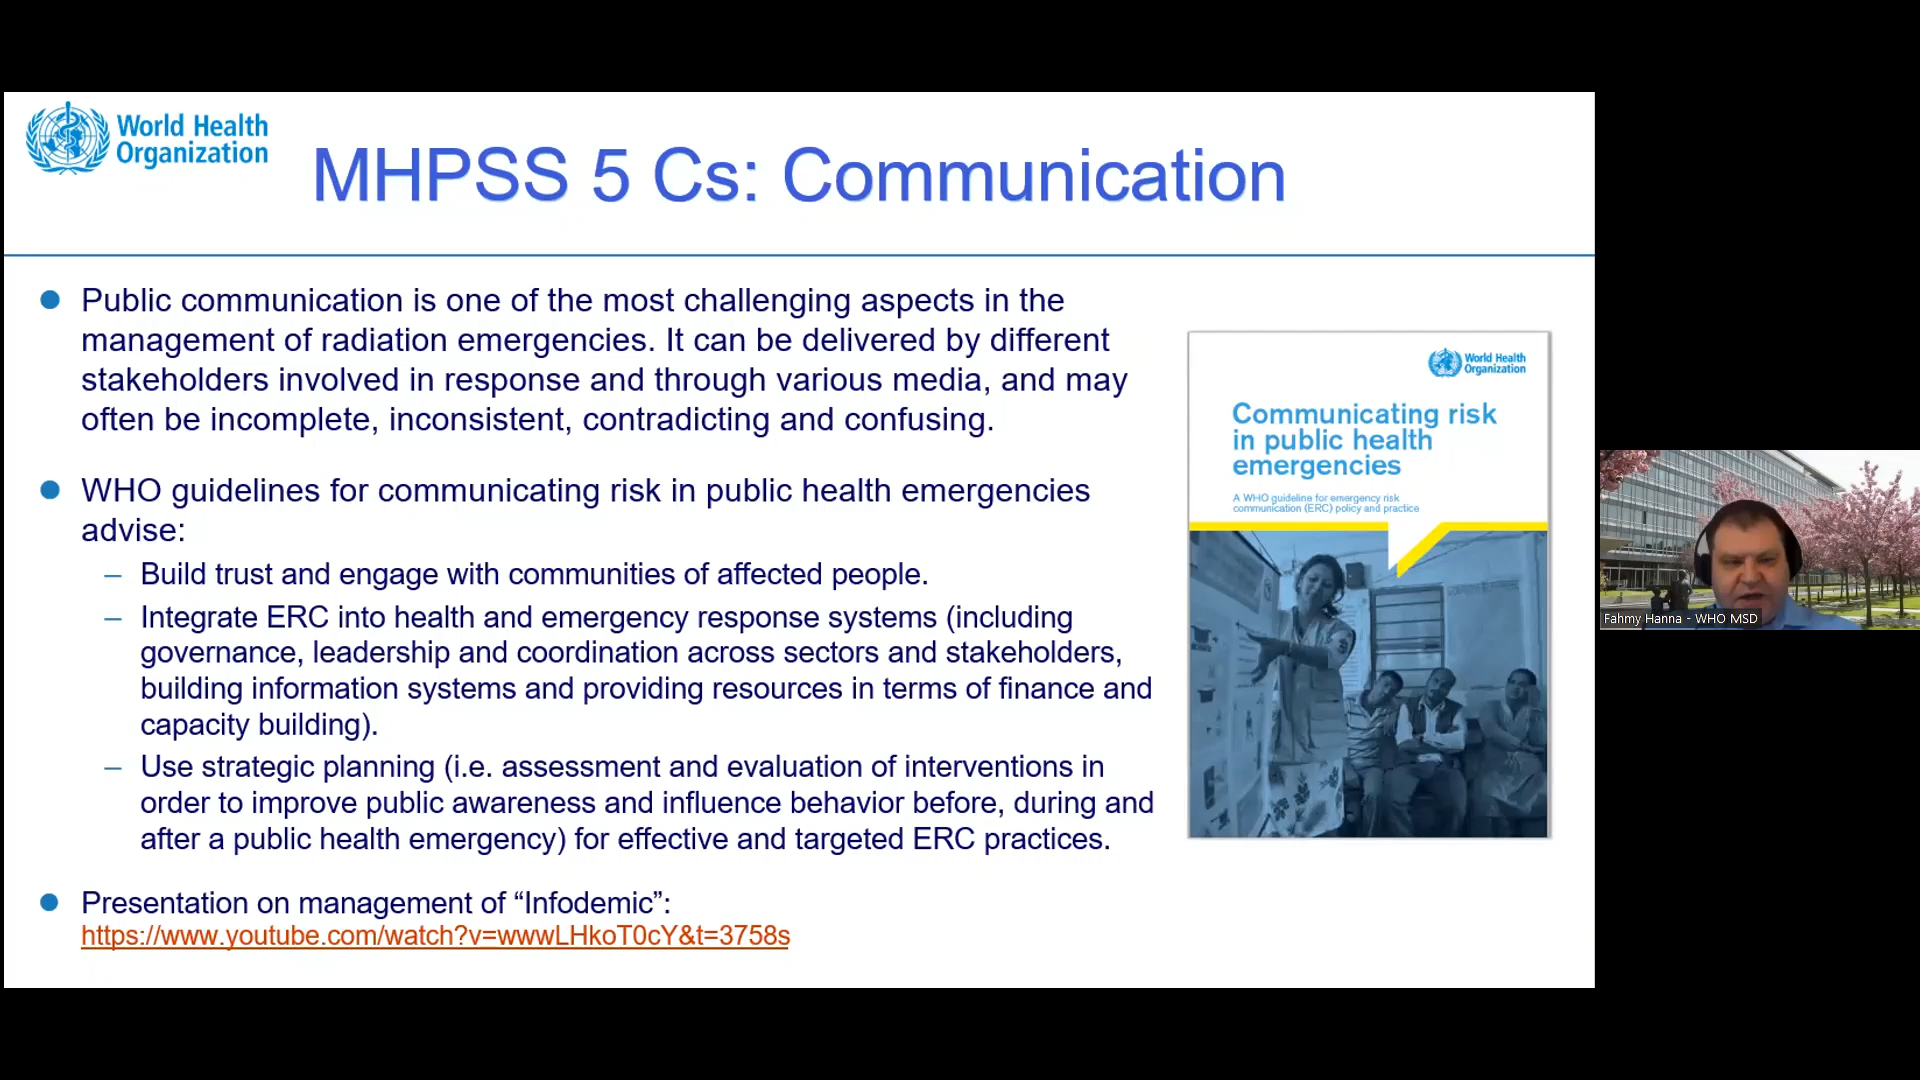 World Health
Organization
MHPSS 5 Cs: Communication
Public communication is one of the most challenging aspects in the
management of radiation emergencies. It can be delivered by different
stakeholders involved in response and through various media, and may
often be incomplete, inconsistent, contradicting and confusing.
WHO guidelines for communicating risk in public health emergencies
advise:
– Build trust and engage with communities of affected people.
– Integrate ERC into health and emergency response systems (including
governance, leadership and coordination across sectors and stakeholders,
building information systems and providing resources in terms of finance and
capacity building).
– Use strategic planning (i.e. assessment and evaluation of interventions in
order to improve public awareness and influence behavior before, during and
after a public health emergency) for effective and targeted ERC practices.
Presentation on management of “Infodemic”:
https://www.youtube.com/watch?v=wwwLHkoT0cY&t=3758s
World Health
Organization
Communicating risk
in public health
emergencies
A WHO guideline for emergency risk
communication (ERC) policy and practice
Fahmy Hanna - WHO MSD